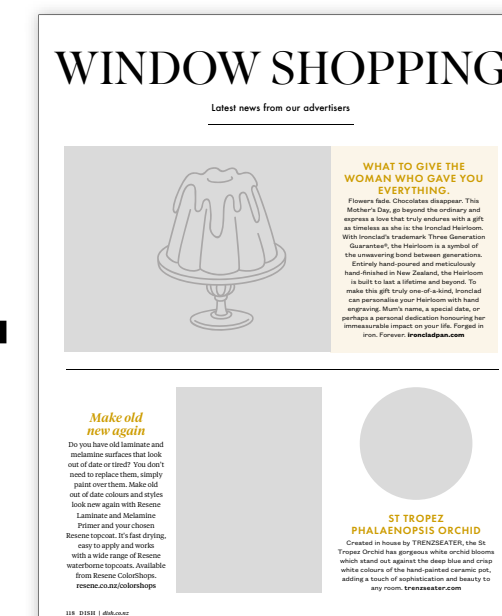 WINDOW SHOPPING
Latest news from our advertisers
WHAT TO GIVE THE
WOMAN WHO GAVE YOU
EVERYTHING.
Flowers fade. Chocolates disappear. This
Mother's Day, go beyond the ordinary and
express a love that truly endures with a gift
as timeless as she is: the Ironclad Heirloom.
With Ironclad's trademark Three Generation
Guarantee®, the Heirloom is a symbol of
the unwavering bond between generations.
Entirely hand-poured and meticulously
hand-finished in New Zealand, the Heirloom
is built to last a lifetime and beyond. To
make this gift truly one-of-a-kind, Ironclad
can personalise your Heirloom with hand
engraving. Mum's name, a special date, or
perhaps a personal dedication honouring her
immeasurable impact on your life. Forged in
iron. Forever. ironcladpan.com
Make old
new again
Do you have old laminate and
melamine surfaces that look
out of date or tired? You don't
need to replace them, simply
paint over them. Make old
out of date colours and styles
look new again with Resene
Laminate and Melamine
Primer and your chosen
Resene topcoat. It's fast drying,
easy to apply and works
with a wide range of Resene
waterborne topcoats. Available
from Resene ColorShops.
resene.co.nz/colorshops
ST TROPEZ
PHALAENOPSIS ORCHID
Created in house by TRENZSEATER, the St
Tropez Orchid has gorgeous white orchid blooms
which stand out against the deep blue and crisp
white colours of the hand-painted ceramic pot,
adding a touch of sophistication and beauty to
any room. trenzseater.com
118 DISH | dish.co.nz